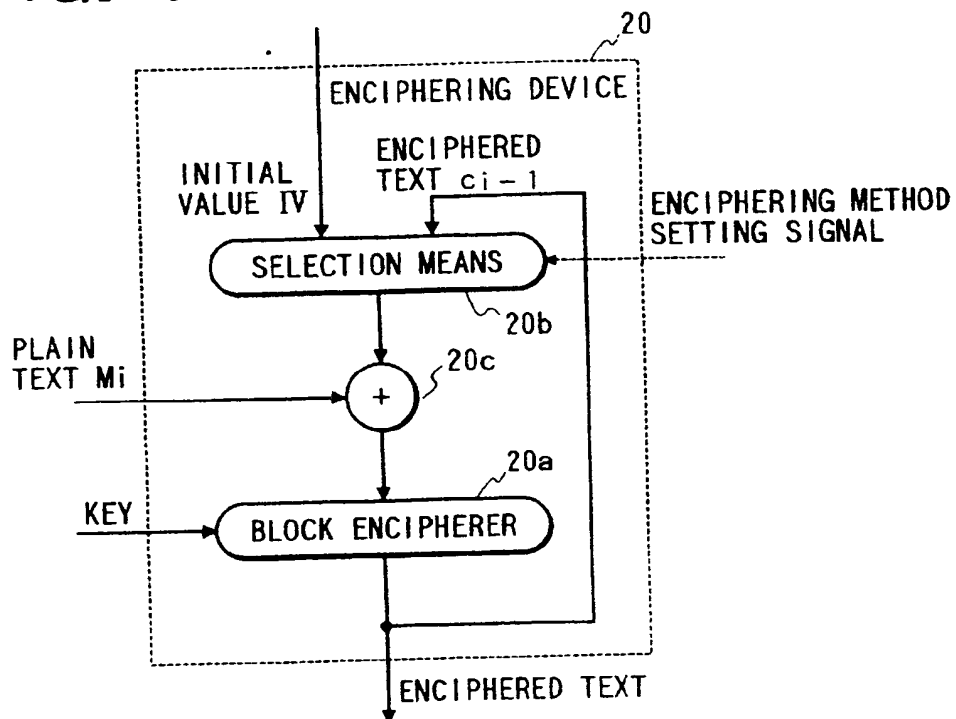 20
ENCIPHERING DEVICE
ENCIPHERED
TEXT ci-1
INITIAL
VALUE IV
ENCIPHERING METHOD
SETTING SIGNAL
SELECTION MEANS
20b
PLAIN
TEXT Mi
20c
+
20a
KEY
BLOCK ENCIPHERER
ENCIPHERED TEXT